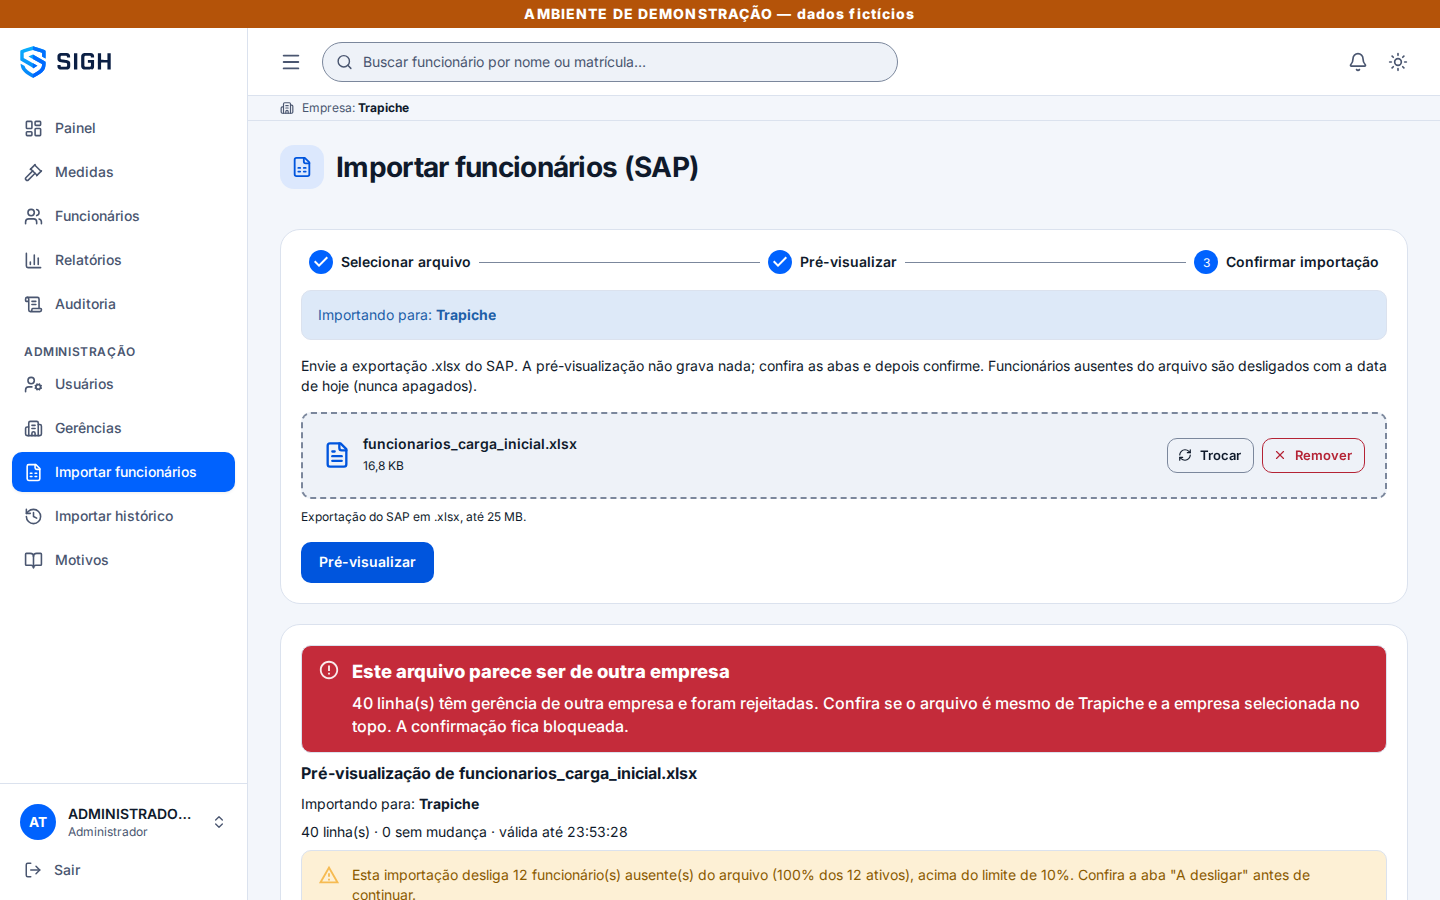 AMBIENTE DE DEMONSTRAÇÃO — dados fictícios
SIGH
Buscar funcionário por nome ou matrícula...
Empresa: Trapiche
Painel
Medidas
Funcionários
Relatórios
Auditoria
ADMINISTRAÇÃO
Usuários
Gerências
Importar funcionários
Importar histórico
Motivos
AT
ADMINISTRADO...
Administrador
Sair
Importar funcionários (SAP)
Selecionar arquivo
Pré-visualizar
3 Confirmar importação
Importando para: Trapiche
Envie a exportação .xlsx do SAP. A pré-visualização não grava nada; confira as abas e depois confirme. Funcionários ausentes do arquivo são desligados com a data
de hoje (nunca apagados).
funcionarios_carga_inicial.xlsx
16,8 KB
Trocar
Remover
Exportação do SAP em .xlsx, até 25 MB.
Pré-visualizar
Este arquivo parece ser de outra empresa
40 linha(s) têm gerência de outra empresa e foram rejeitadas. Confira se o arquivo é mesmo de Trapiche e a empresa selecionada no
topo. A confirmação fica bloqueada.
Pré-visualização de funcionarios_carga_inicial.xlsx
Importando para: Trapiche
40 linha(s) · 0 sem mudança · válida até 23:53:28
Esta importação desliga 12 funcionário(s) ausente(s) do arquivo (100% dos 12 ativos), acima do limite de 10%. Confira a aba "A desligar" antes de
continuar.